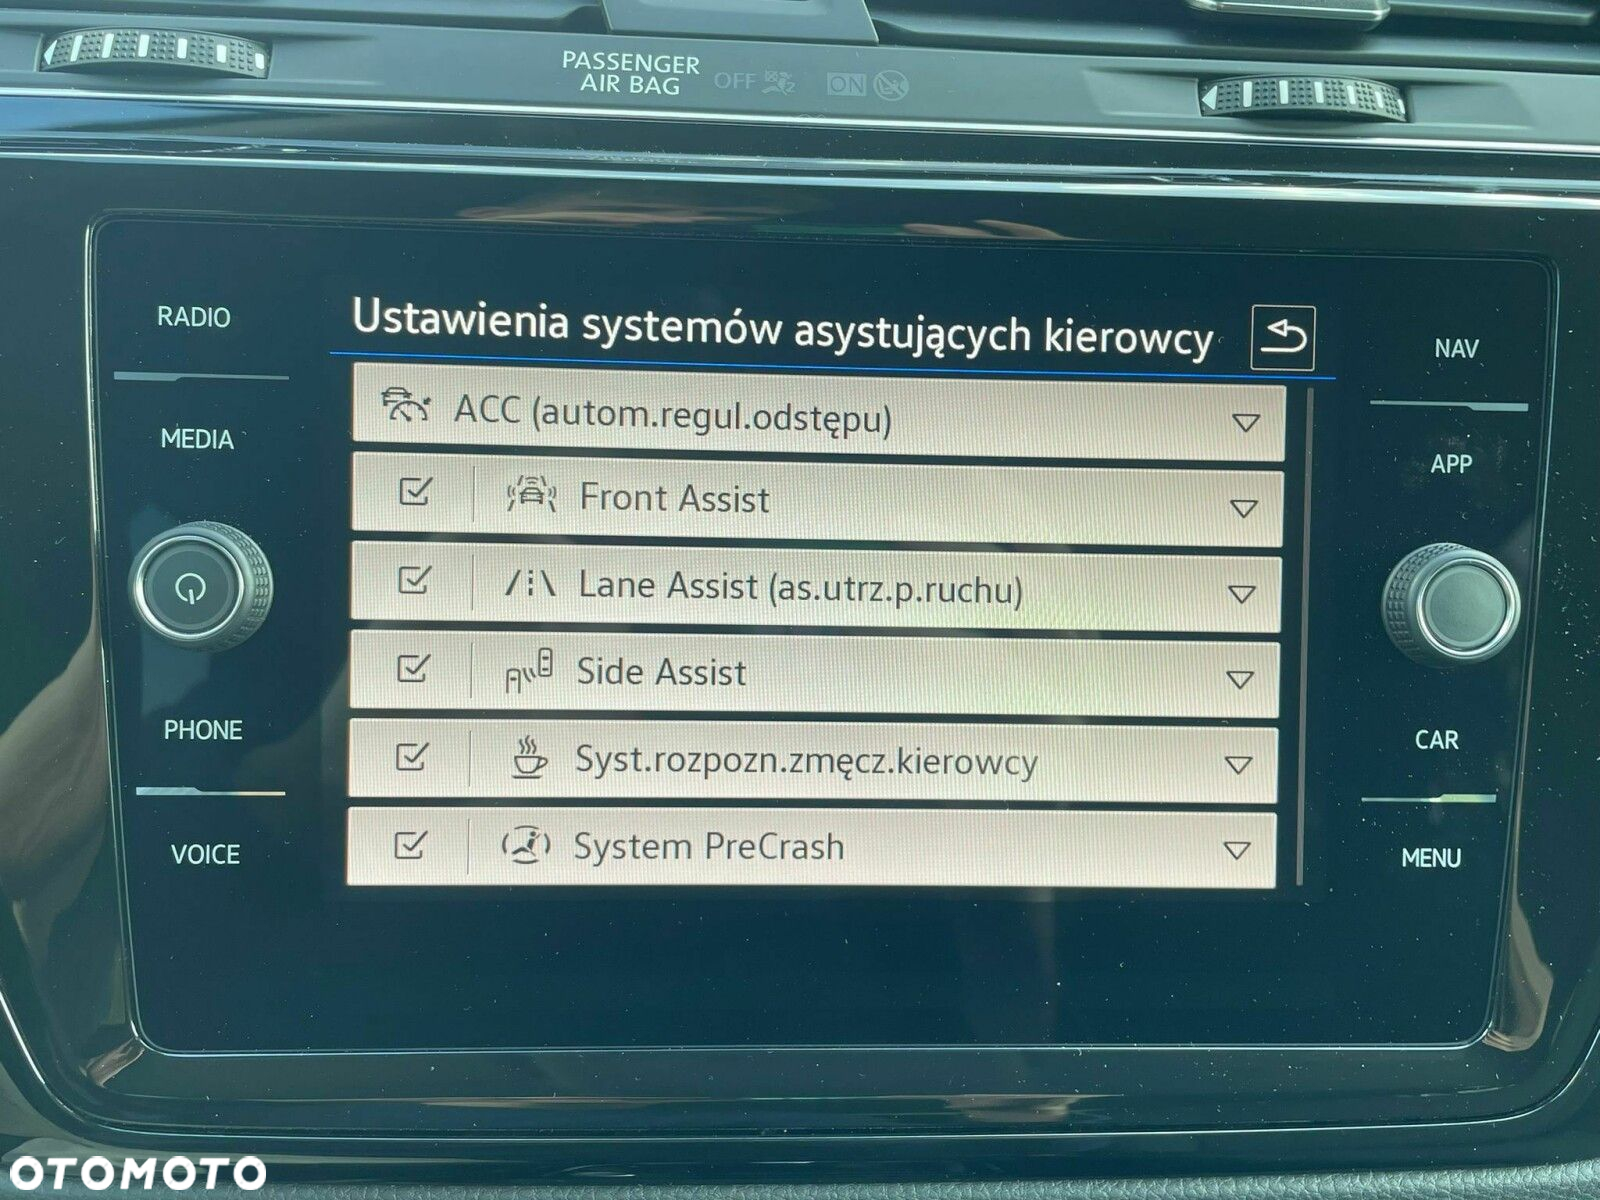 PASSENGER
AIR BAG OFF ON
Ustawienia systemów asystujących kierowcy
RADIO
MEDIA
PHONE
VOICE
ACC (autom.regul.odstępu)
Front Assist
Lane Assist (as.utrz.p.ruchu)
Side Assist
Syst.rozpozn.zmęcz.kierowcy
System PreCrash
NAV
APP
CAR
MENU
OTOMOTO